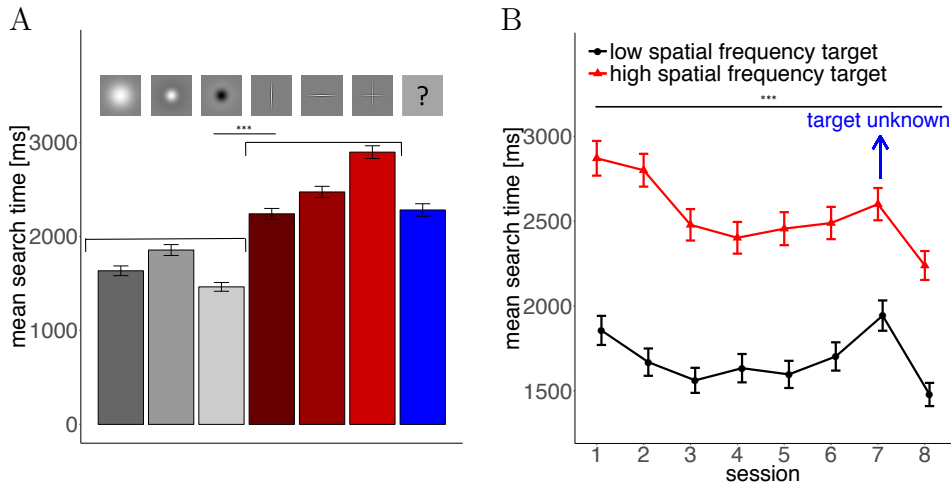 A
mean search time [ms]
3000
2000
1000
0
?
***
B
low spatial frequency target
high spatial frequency target
***
target unknown
mean search time [ms]
3000
2500
2000
1500
1 2 3 4 5 6 7 8
session